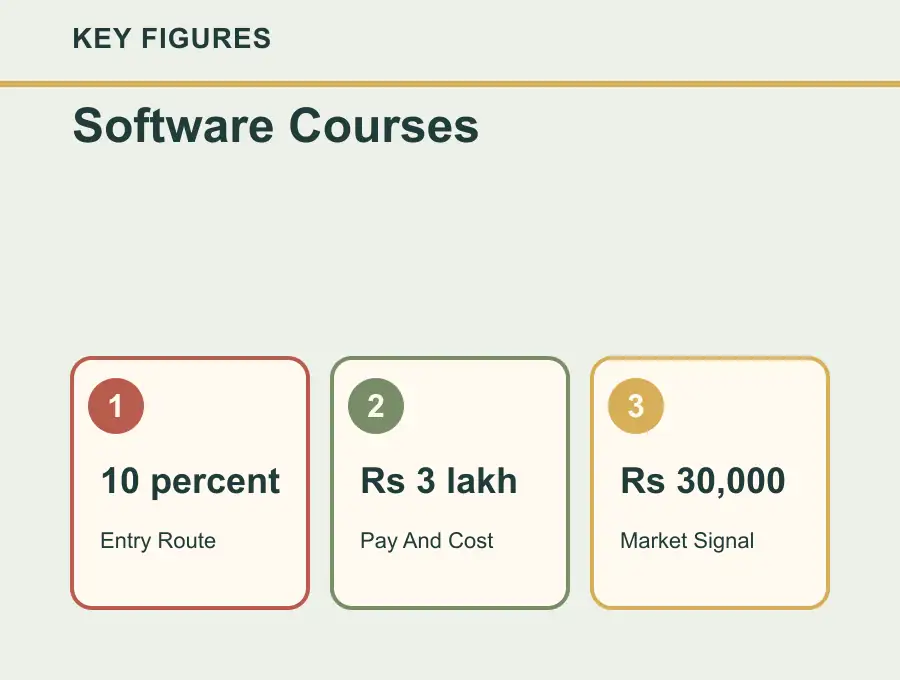 KEY FIGURES
Software Courses
1
10 percent
Entry Route
2
Rs 3 lakh
Pay And Cost
3
Rs 30,000
Market Signal